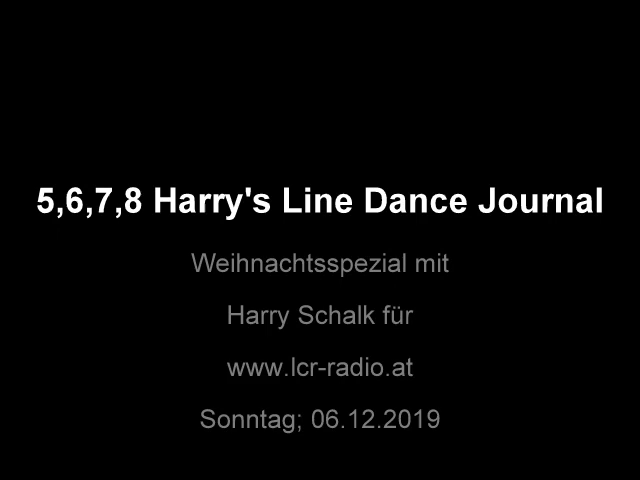 5,6,7,8 Harry's Line Dance Journal
Weihnachtsspezial mit
Harry Schalk für
www.lcr-radio.at
Sonntag; 06.12.2019